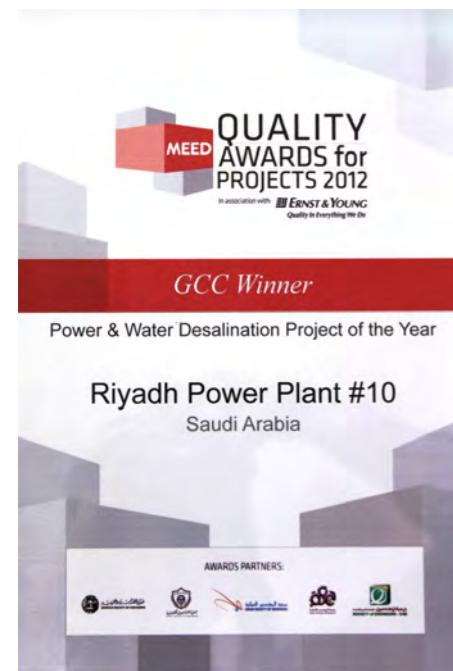 MEED
QUALITY
AWARDS for
PROJECTS 2012
In association with ERNST & YOUNG
Quality In Everything We Do
GCC Winner
Power & Water Desalination Project of the Year
Riyadh Power Plant #10
Saudi Arabia
AWARDS PARTNERS: